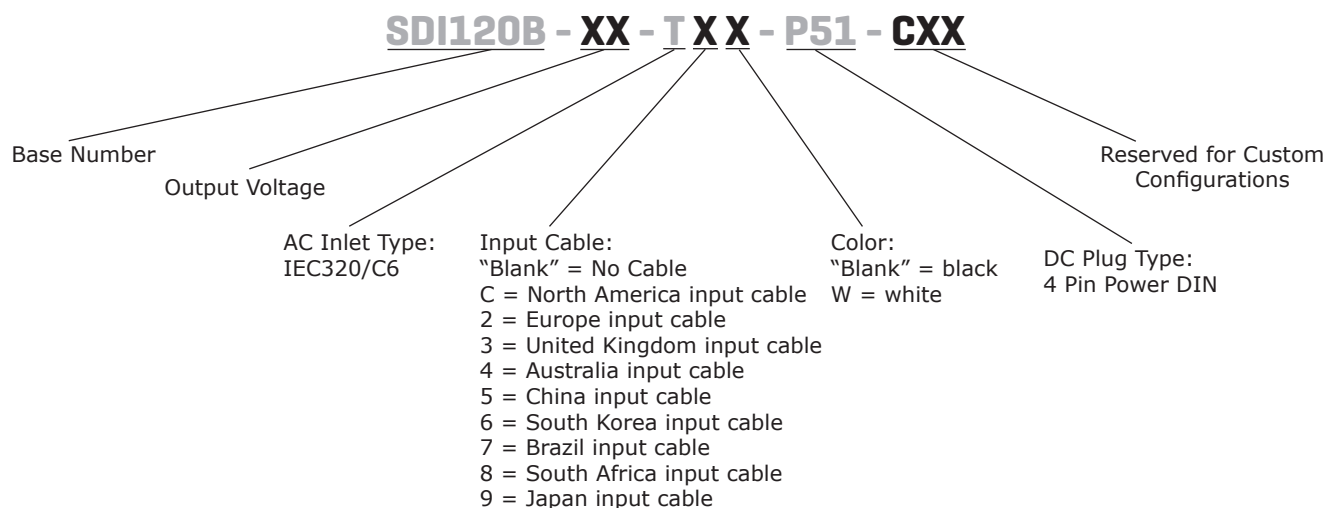 SDI120B - XX - T X X - P51 - CXX
Base Number
Output Voltage
AC Inlet Type:
IEC320/C6
Input Cable:
“Blank” = No Cable
C = North America input cable
2 = Europe input cable
3 = United Kingdom input cable
4 = Australia input cable
5 = China input cable
6 = South Korea input cable
7 = Brazil input cable
8 = South Africa input cable
9 = Japan input cable
Color:
“Blank” = black
W = white
DC Plug Type:
4 Pin Power DIN
Reserved for Custom
Configurations